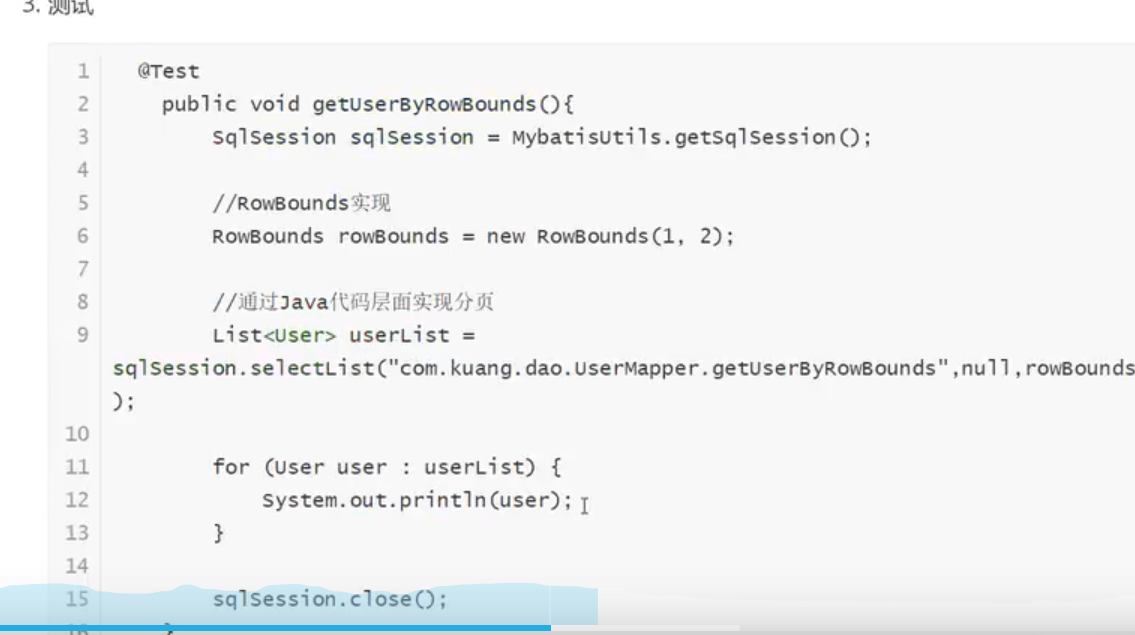 3. 测试
1 @Test
2 public void getUserByRowBounds(){
3 SqlSession sqlSession = MybatisUtils.getSqlSession();
4
5 //RowBounds实现
6 RowBounds rowBounds = new RowBounds(1, 2);
7
8 //通过Java代码层面实现分页
9 List<User> userList =
sqlSession.selectList("com.kuang.dao.UserMapper.getUserByRowBounds",null,rowBounds
);
10
11 for (User user : userList) {
12 System.out.println(user);
13 }
14
15 sqlSession.close();
16 }